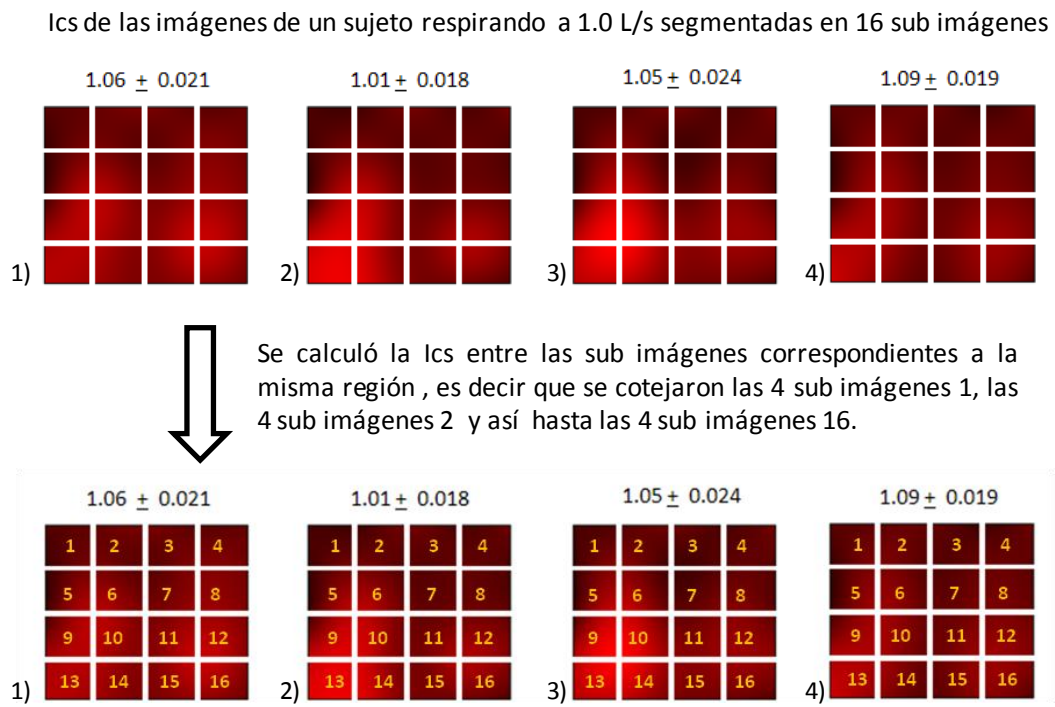 Ics de las imágenes de un sujeto respirando a 1.0 L/s segmentadas en 16 sub imágenes
1.06 ± 0.021
1.01 ± 0.018
1.05 ± 0.024
1.09 ± 0.019
1)
2)
3)
4)
Se calculó la Ics entre las sub imágenes correspondientes a la
misma región , es decir que se cotejaron las 4 sub imágenes 1, las
4 sub imágenes 2 y así hasta las 4 sub imágenes 16.
1.06 ± 0.021
1 2 3 4
5 6 7 8
9 10 11 12
13 14 15 16
1)
1.01 ± 0.018
1 2 3 4
5 6 7 8
9 10 11 12
13 14 15 16
2)
1.05 ± 0.024
1 2 3 4
5 6 7 8
9 10 11 12
13 14 15 16
3)
1.09 ± 0.019
1 2 3 4
5 6 7 8
9 10 11 12
13 14 15 16
4)